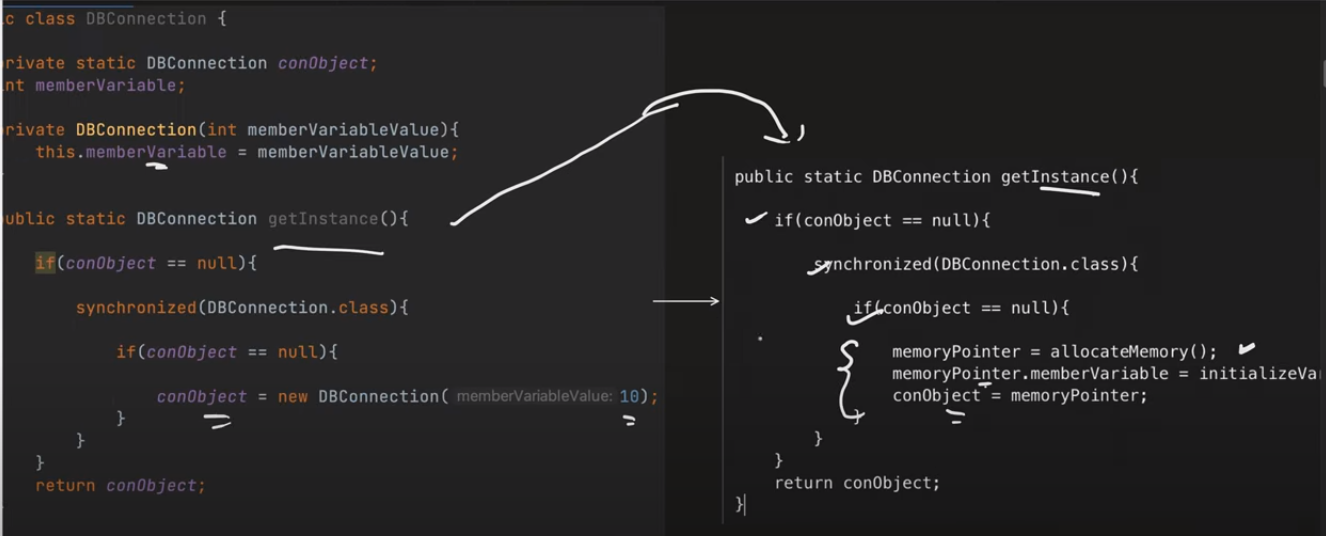 c class DBConnection {
rivate static DBConnection conObject;
nt memberVariable;
rivate DBConnection(int memberVariableValue){
this.memberVariable = memberVariableValue;
ublic static DBConnection getInstance(){
if(conObject == null){
synchronized(DBConnection.class){
if(conObject == null){
conObject = new DBConnection( memberVariableValue: 10);
}
}
}
return conObject;
public static DBConnection getInstance(){
if(conObject == null){
synchronized(DBConnection.class){
if(conObject == null){
memoryPointer = allocateMemory();
memoryPointer.memberVariable = initializeVa
conObject = memoryPointer;
}
}
}
return conObject;
}